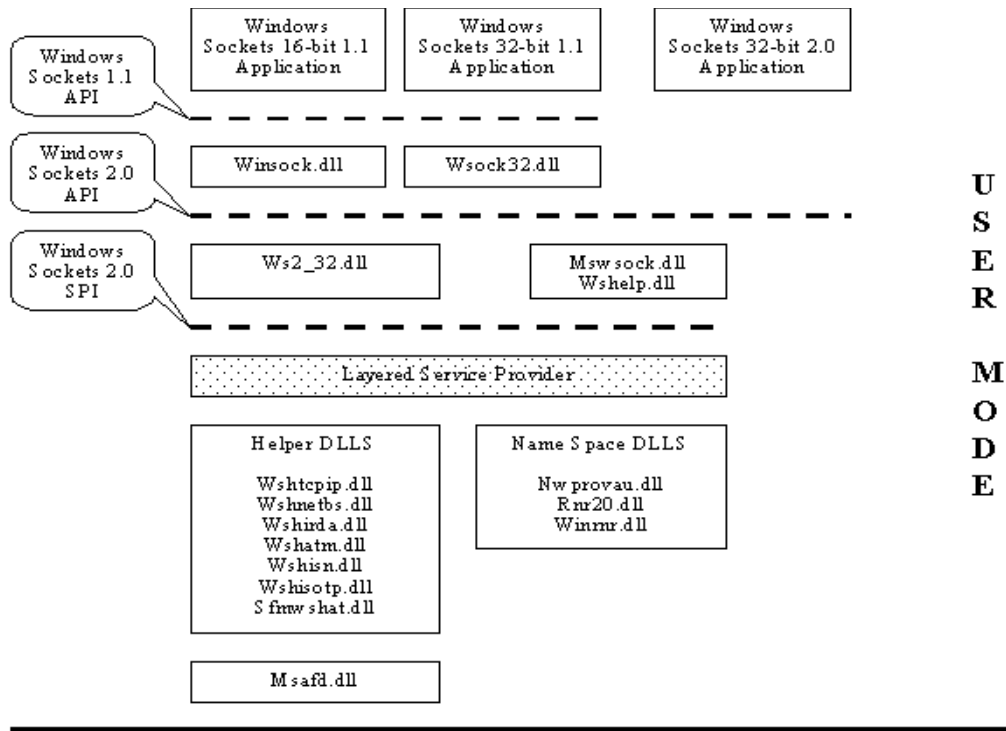 Windows
Sockets 16-bit 1.1
Application
Windows
Sockets 32-bit 1.1
Application
Windows
Sockets 32-bit 2.0
Application
Windows
Sockets 1.1
API
Winsock.dll
Wsock32.dll
Windows
Sockets 2.0
API
Ws2_32.dll
Mswsock.dll
Wshelp.dll
Windows
Sockets 2.0
SPI
Layered Service Provider
Helper DLLS
Wshtcpip.dll
Wshnetbs.dll
Wshirda.dll
Wshatm.dll
Wshisn.dll
Wshisotp.dll
Sfmwshat.dll
Name Space DLLS
Nwprovau.dll
Rnr20.dll
Winrnr.dll
Msafd.dll
USER MODE